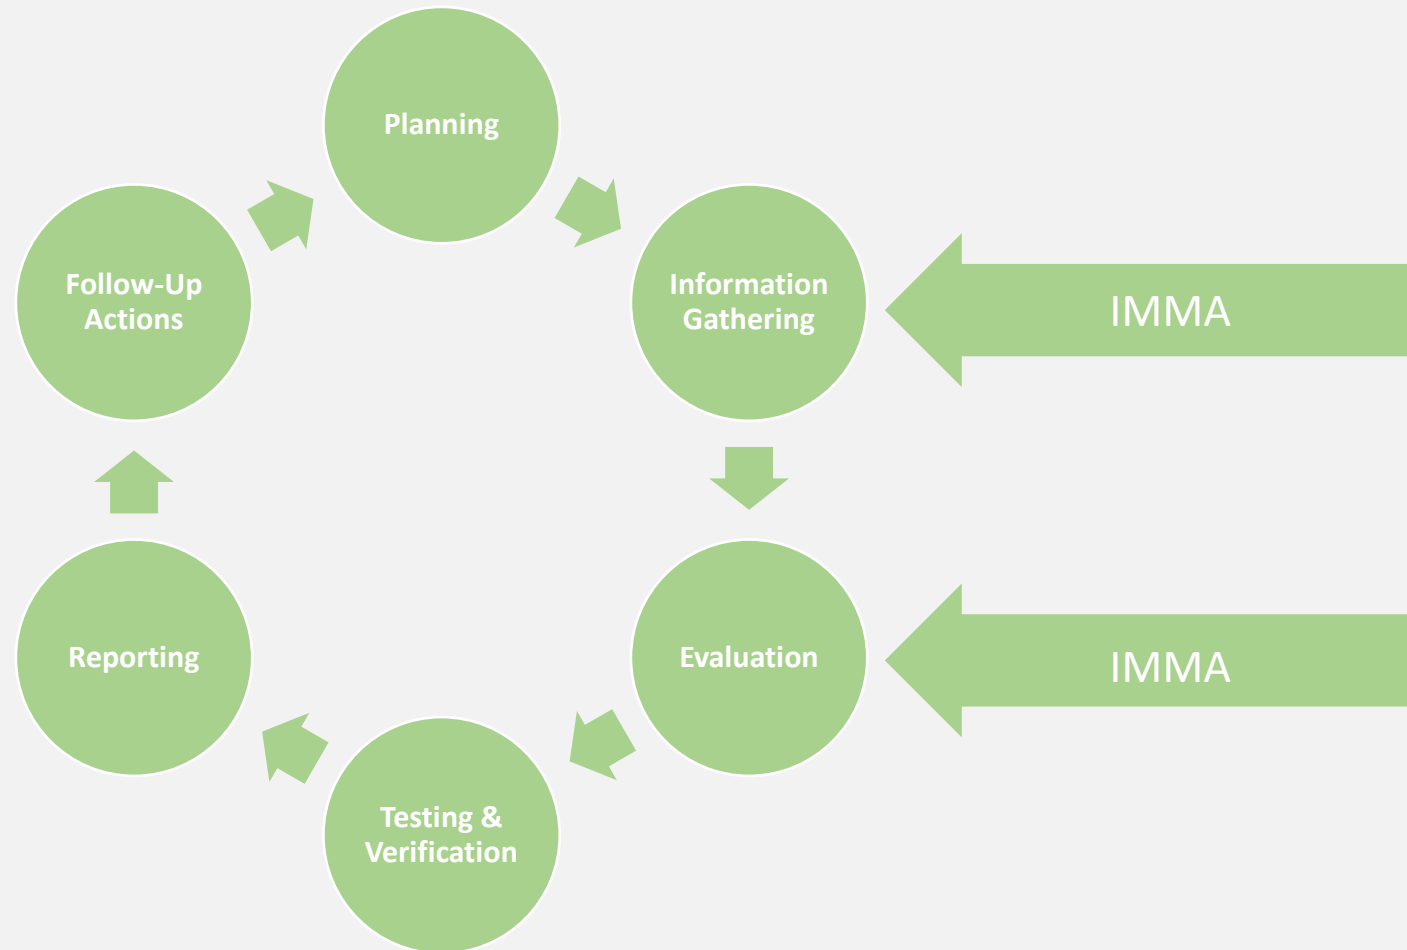 Planning
Information
Gathering
IMMA
Evaluation
IMMA
Testing &
Verification
Reporting
Follow-Up
Actions